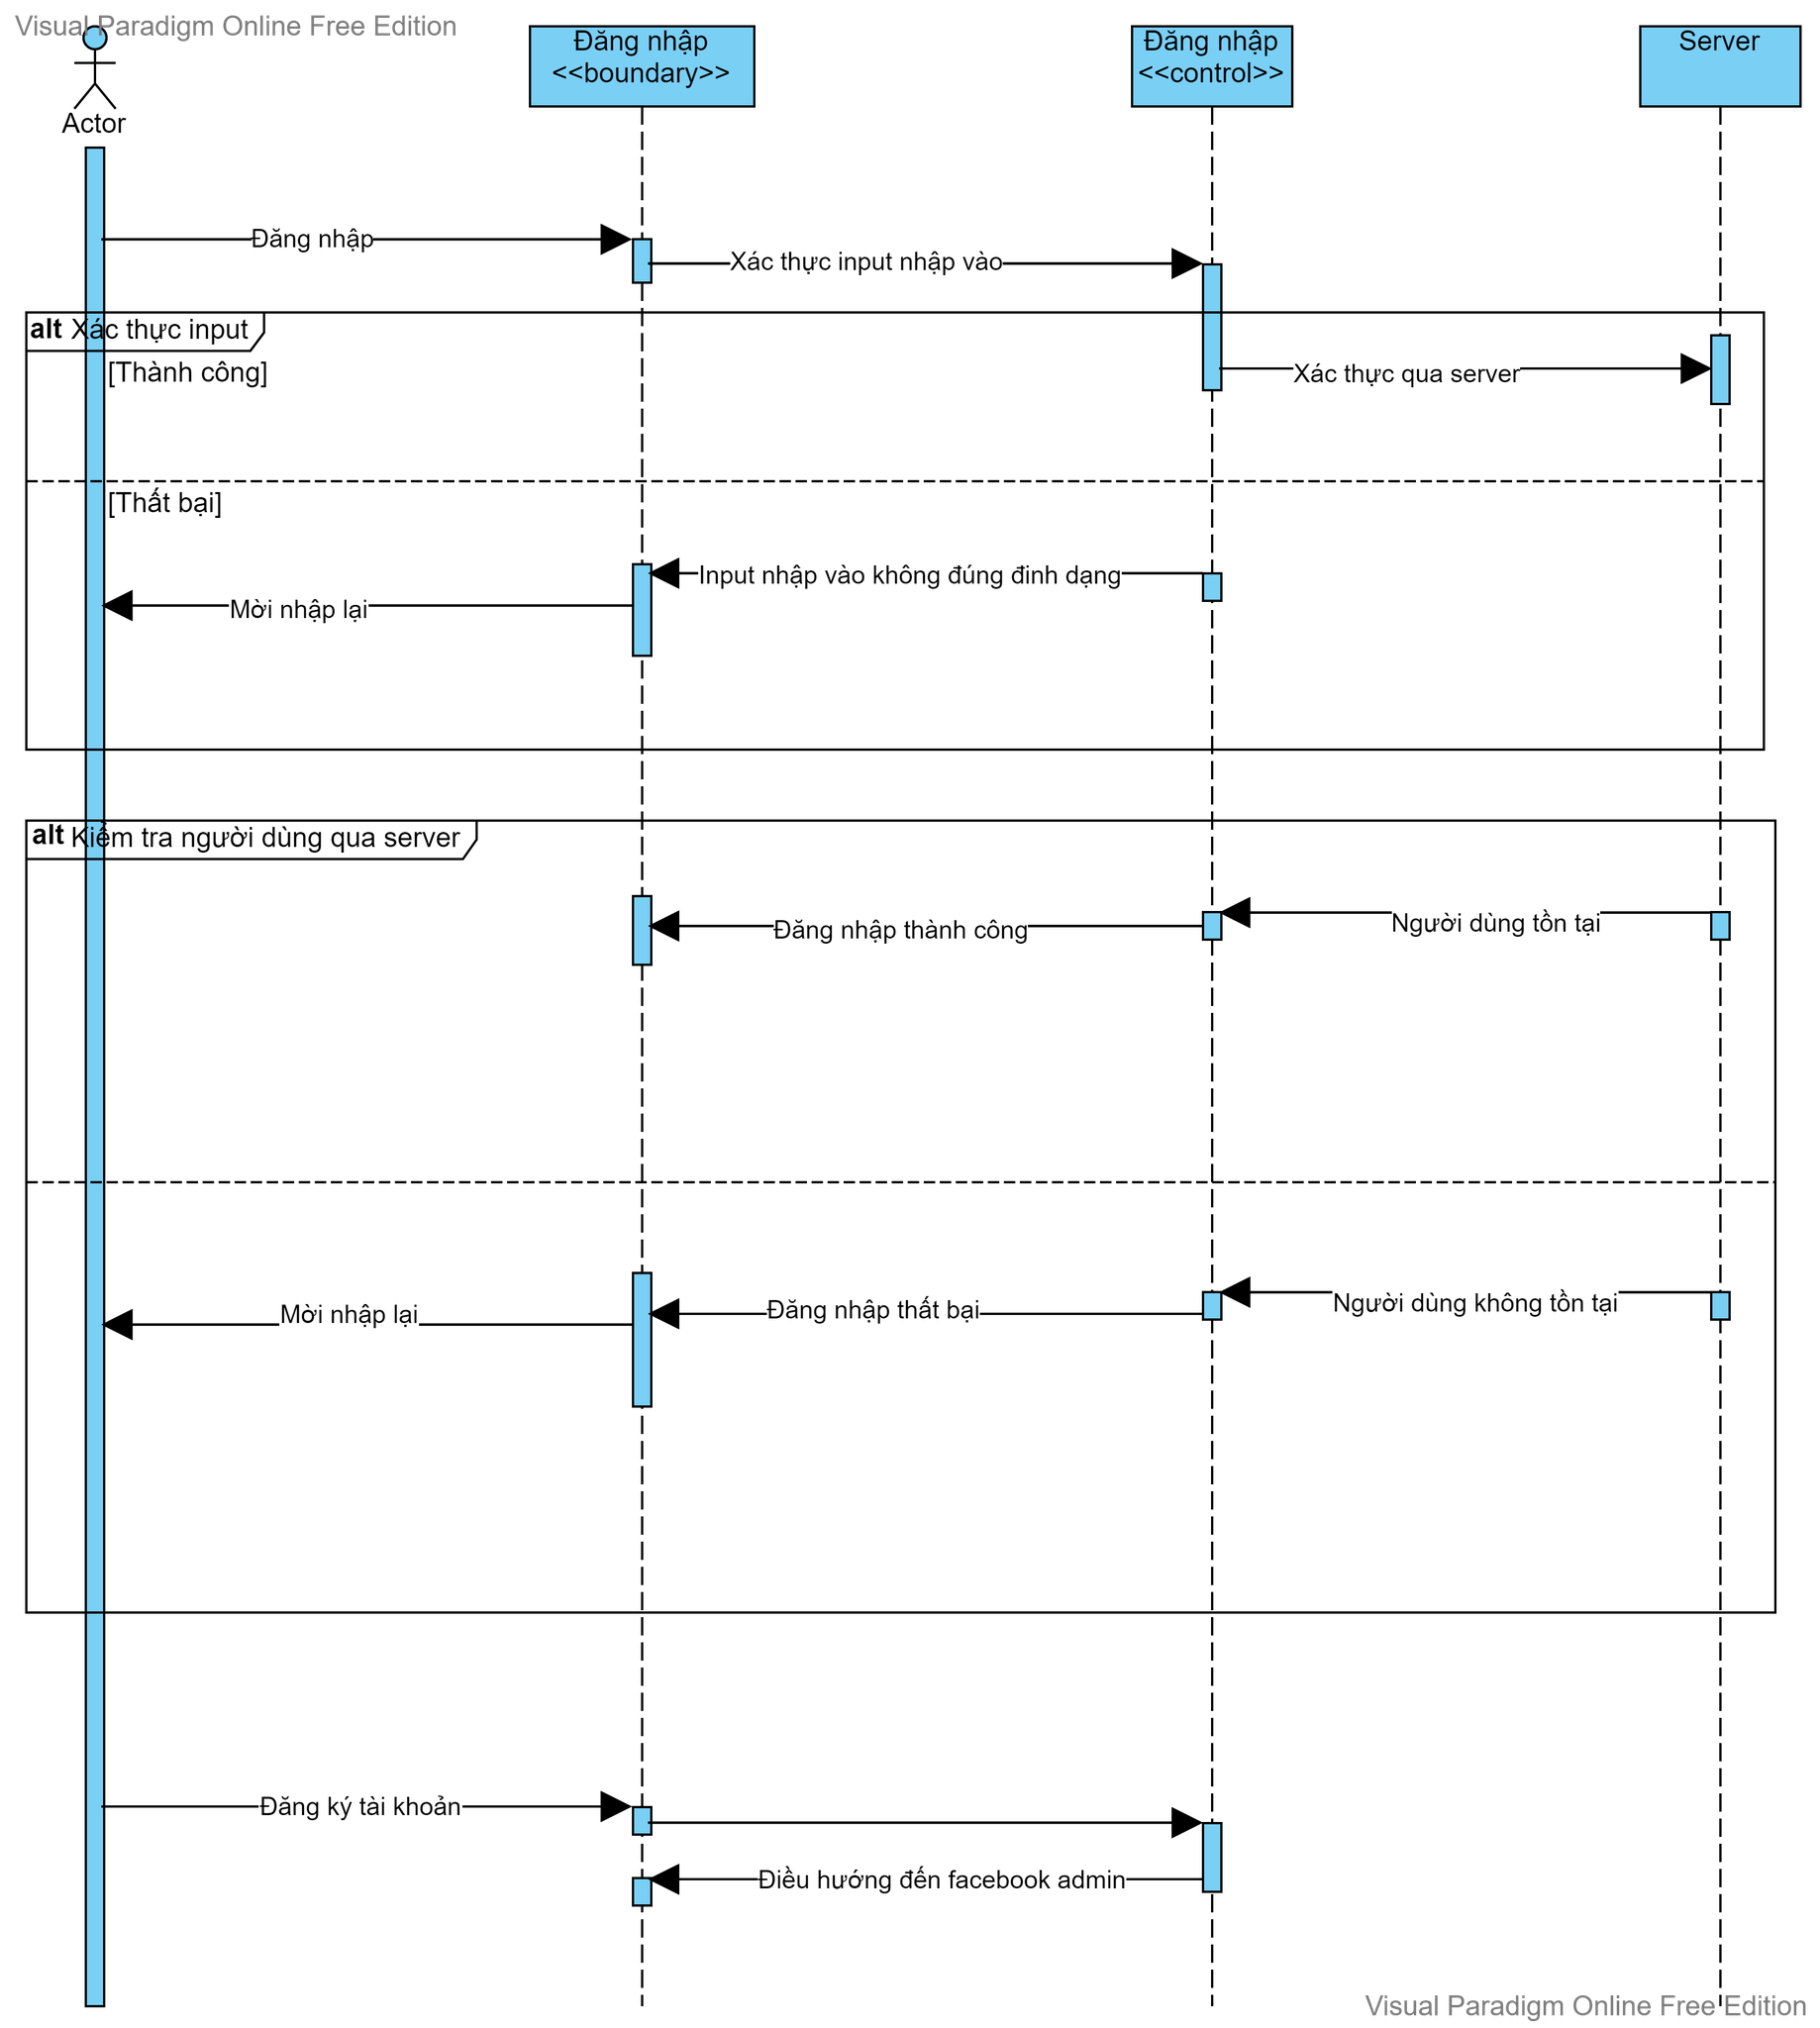 Visual Paradigm Online Free Edition
Đăng nhập
<<boundary>>
Đăng nhập
<<control>>
Server
Actor
Đăng nhập
Xác thực input nhập vào
alt Xác thực input
[Thành công]
Xác thực qua server
[Thất bại]
Input nhập vào không đúng đinh dạng
Mời nhập lại
alt Kiểm tra người dùng qua server
Đăng nhập thành công
Người dùng tồn tại
Mời nhập lại
Đăng nhập thất bại
Người dùng không tồn tại
Đăng ký tài khoản
Điều hướng đến facebook admin
Visual Paradigm Online Free Edition